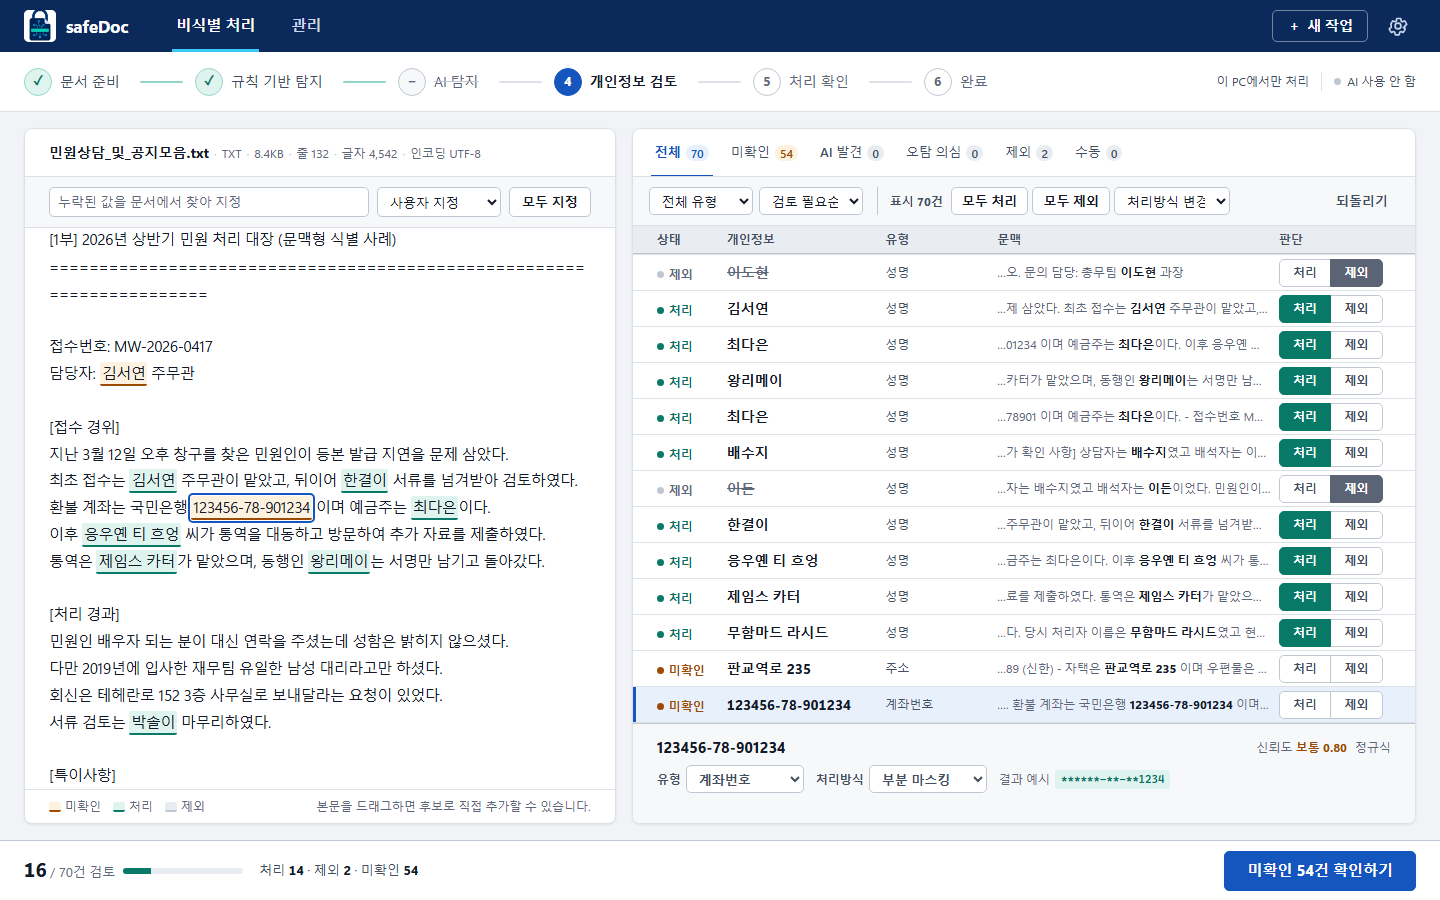 safeDoc 비식별 처리 관리 + 새 작업
✓ 문서 준비 ✓ 규칙 기반 탐지 – AI 탐지 4 개인정보 검토 5 처리 확인 6 완료 이 PC에서만 처리 AI 사용 안 함
민원상담_및_공지모음.txt · TXT · 8.4KB · 줄 132 · 글자 4,542 · 인코딩 UTF-8
누락된 값을 문서에서 찾아 지정 사용자 지정 모두 지정
[1부] 2026년 상반기 민원 처리 대장 (문맥형 식별 사례)
======================================================
================
접수번호: MW-2026-0417
담당자: 김서연 주무관
[접수 경위]
지난 3월 12일 오후 창구를 찾은 민원인이 등본 발급 지연을 문제 삼았다.
최초 접수는 김서연 주무관이 맡았고, 뒤이어 한결이 서류를 넘겨받아 검토하였다.
환불 계좌는 국민은행 123456-78-901234 이며 예금주는 최다은이다.
이후 응우옌 티 흐엉 씨가 통역을 대동하고 방문하여 추가 자료를 제출하였다.
통역은 제임스 카터가 맡았으며, 동행인 왕리메이는 서명만 남기고 돌아갔다.
[처리 경과]
민원인 배우자 되는 분이 대신 연락을 주셨는데 성함은 밝히지 않으셨다.
다만 2019년에 입사한 재무팀 유일한 남성 대리라고만 하셨다.
회신은 테헤란로 152 3층 사무실로 보내달라는 요청이 있었다.
서류 검토는 박솔이 마무리하였다.
[특이사항]
미확인 처리 제외 본문을 드래그하면 후보로 직접 추가할 수 있습니다.
전체 70 미확인 54 AI 발견 0 오탐 의심 0 제외 2 수동 0
전체 유형 검토 필요순 표시 70건 모두 처리 모두 제외 처리방식 변경 되돌리기
상태 개인정보 유형 문맥 판단
제외 이도현 성명 ...오. 문의 담당: 총무팀 이도현 과장 처리 제외
처리 김서연 성명 ...제 삼았다. 최초 접수는 김서연 주무관이 맡았고,... 처리 제외
처리 최다은 성명 ...01234 이며 예금주는 최다은이다. 이후 응우옌 ... 처리 제외
처리 왕리메이 성명 ...카터가 맡았으며, 동행인 왕리메이는 서명만 남... 처리 제외
처리 최다은 성명 ...78901 이며 예금주는 최다은이다. - 접수번호 M... 처리 제외
처리 배수지 성명 ...가 확인 사항] 상담자는 배수지였고 배석자는 이... 처리 제외
제외 이든 성명 ...자는 배수지였고 배석자는 이든이었다. 민원인이... 처리 제외
처리 한결이 성명 ...주무관이 맡았고, 뒤이어 한결이 서류를 넘겨받... 처리 제외
처리 응우옌 티 흐엉 성명 ...금주는 최다은이다. 이후 응우옌 티 흐엉 씨가 통... 처리 제외
처리 제임스 카터 성명 ...료를 제출하였다. 통역은 제임스 카터가 맡았으... 처리 제외
처리 무함마드 라시드 성명 ...다. 당시 처리자 이름은 무함마드 라시드였고 현... 처리 제외
미확인 판교역로 235 주소 ...89 (신한) - 자택은 판교역로 235 이며 우편물은 ... 처리 제외
미확인 123456-78-901234 계좌번호 .... 환불 계좌는 국민은행 123456-78-901234 이며... 처리 제외
123456-78-901234 신뢰도 보통 0.80 정규식
유형 계좌번호 처리방식 부분 마스킹 결과 예시 ******-**-**1234
16 / 70건 검토 처리 14 · 제외 2 · 미확인 54 미확인 54건 확인하기